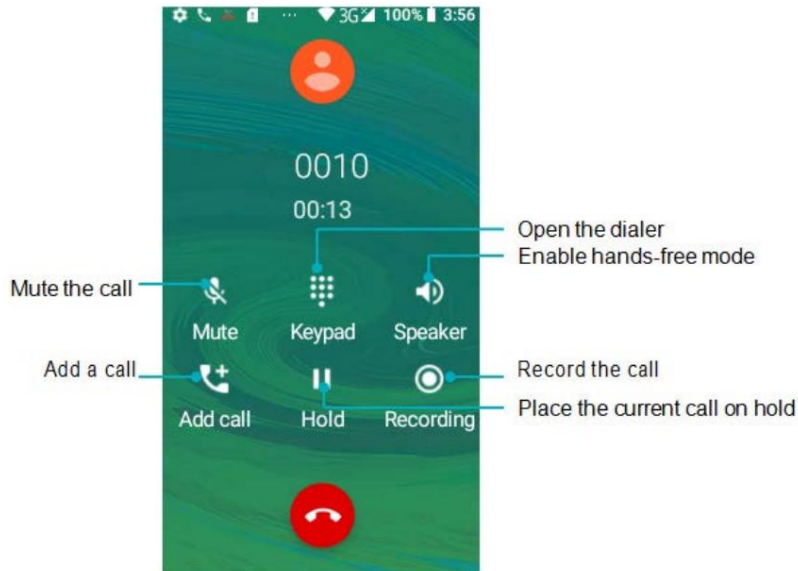 3G 100% 3:56
0010
00:13
Open the dialer
Enable hands-free mode
Mute the call
Mute Keypad Speaker
Add a call
Record the call
Place the current call on hold
Add call Hold Recording